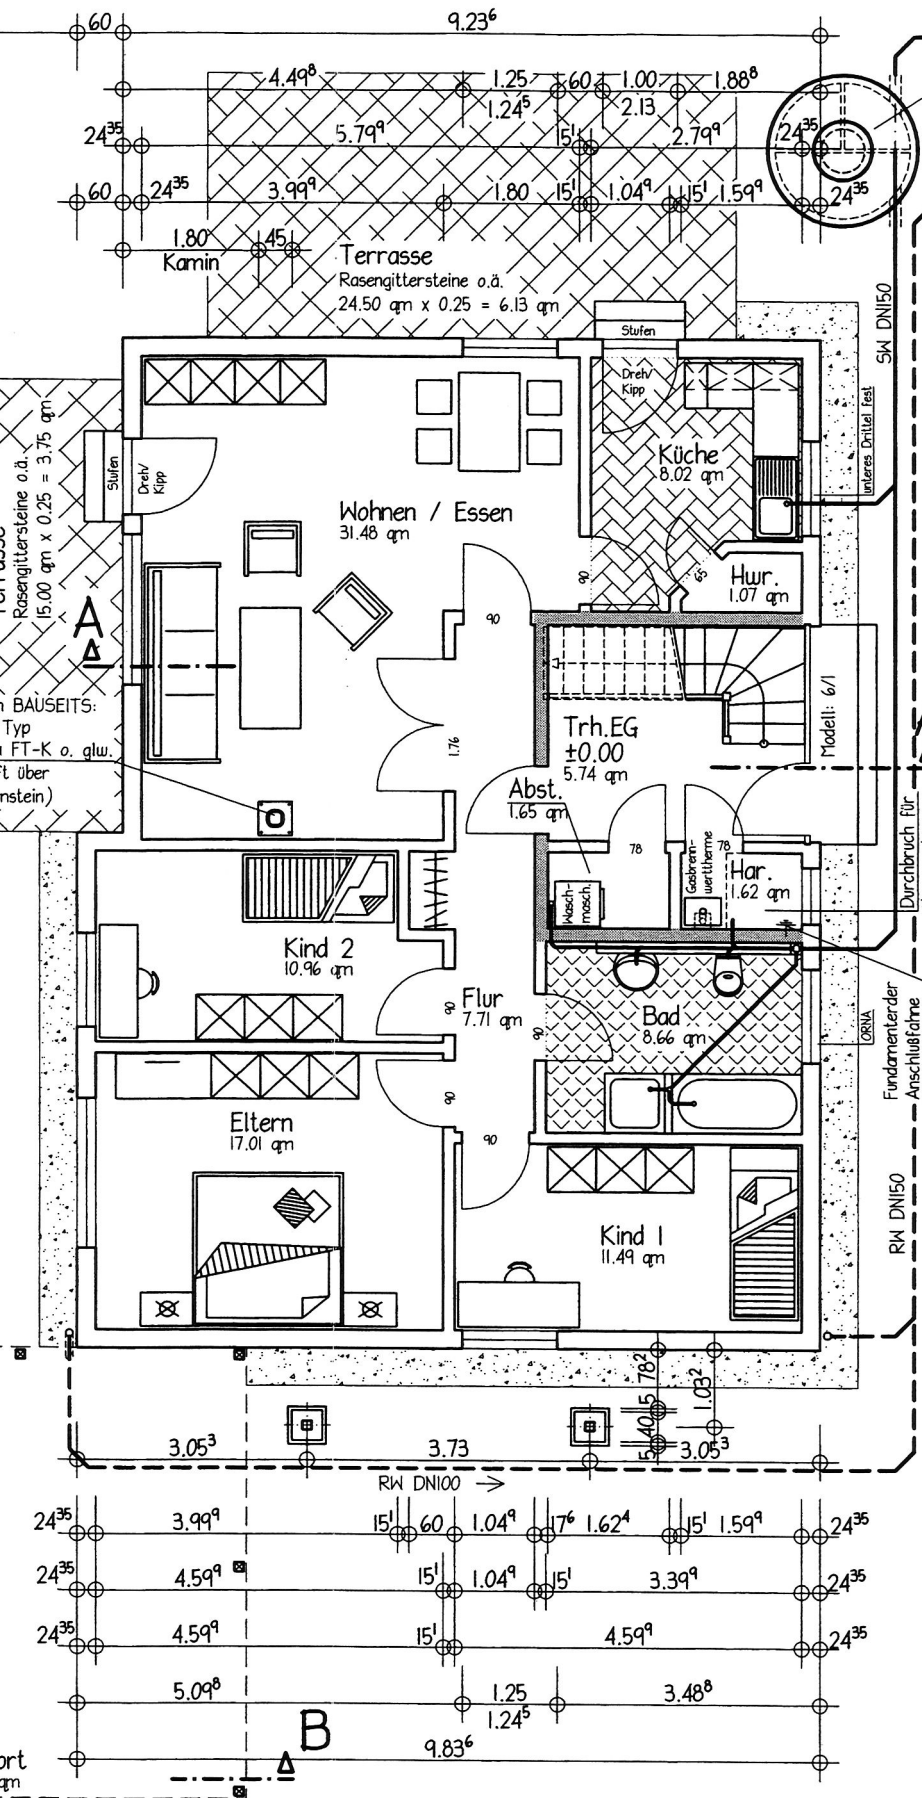 60 9.23⁶
4.49⁸ 1.25 60 1.00 1.88⁸
1.24⁵ 2.13
24³⁵ 5.79⁹ 15¹ 2.79⁹ 24³⁵
60 24³⁵ 3.99⁹ 1.80 15¹ 1.04⁹ 15¹ 1.59⁹ 24³⁵
1.80 45
Kamin
Terrasse
Rasengittersteine o.ä.
24.50 qm x 0.25 = 6.13 qm
SW DN150
Stufen
Dreh/
Kipp
Küche
8.02 qm
unteres Drittel fest
Rasengittersteine o.ä.
15.00 qm x 0.25 = 3.75 qm
Stufen
Dreh/
Kipp
Wohnen / Essen
31.48 qm
90
65
Hwr.
1.07 qm
90
A
BAUSEITS:
Typ
FT-K o. glw.
über
1.76
Trh.EG
±0.00
5.74 qm
Modell: 6/1
Abst.
1.65 qm
78
78
Gasbrenn-
werttherme
Wasch-
masch.
Har.
1.62 qm
Durchbruch für
Kind 2
10.96 qm
Flur
7.71 qm
90
90
Bad
8.66 qm
ORNA
Fundamenterder
Anschlußfahne
Eltern
17.01 qm
90
90
Kind 1
11.49 qm
RW DN150
78² 15 40 5
1.03²
3.05³ 3.73 3.05³
RW DN100
24³⁵ 3.99⁹ 15¹ 60 1.04⁹ 17⁶ 1.62⁴ 15¹ 1.59⁹ 24³⁵
24³⁵ 4.59⁹ 15¹ 1.04⁹ 15¹ 3.39⁹ 24³⁵
24³⁵ 4.59⁹ 15¹ 4.59⁹ 24³⁵
5.09⁸ 1.25 3.48⁸
1.24⁵
B
9.83⁶
qm